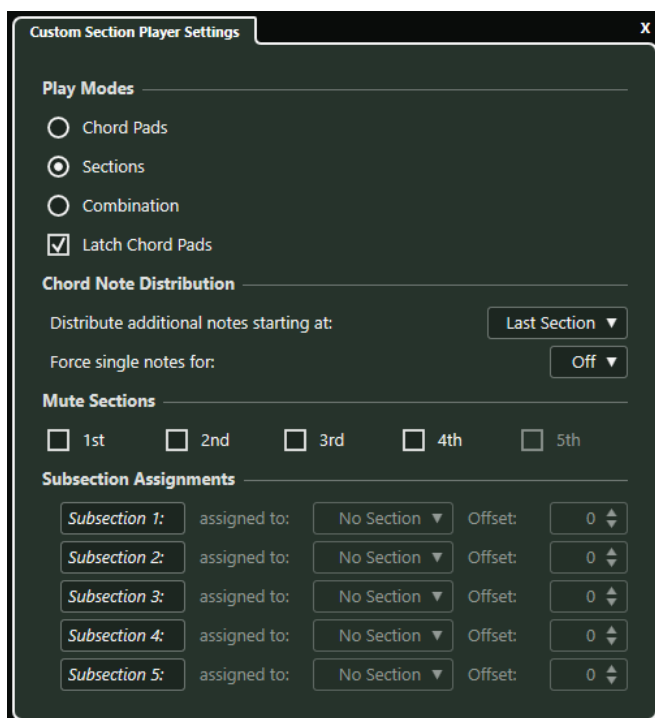 Custom Section Player Settings X
Play Modes
Chord Pads
Sections
Combination
Latch Chord Pads
Chord Note Distribution
Distribute additional notes starting at: Last Section
Force single notes for: Off
Mute Sections
1st 2nd 3rd 4th 5th
Subsection Assignments
Subsection 1: assigned to: No Section Offset: 0
Subsection 2: assigned to: No Section Offset: 0
Subsection 3: assigned to: No Section Offset: 0
Subsection 4: assigned to: No Section Offset: 0
Subsection 5: assigned to: No Section Offset: 0